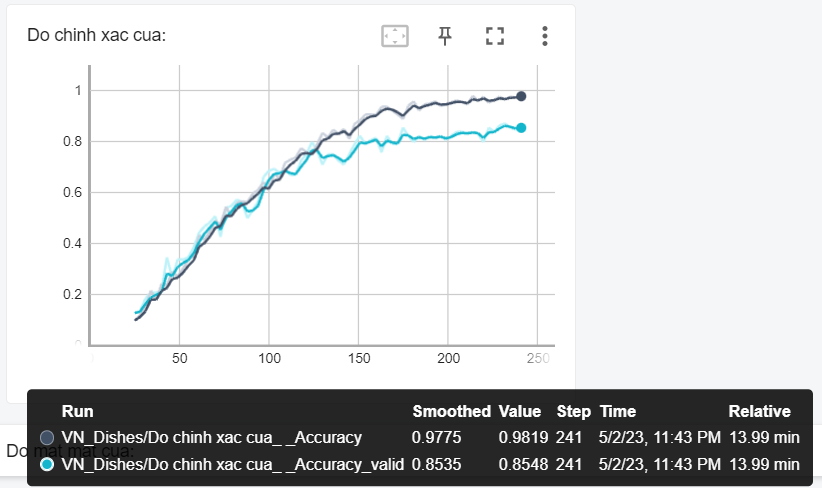 Do chinh xac cua:
1
0.8
0.6
0.4
0.2
0
50 100 150 200 250
Run Smoothed Value Step Time Relative
VN_Dishes/Do chinh xac cua_ _Accuracy 0.9775 0.9819 241 5/2/23, 11:43 PM 13.99 min
Do mat mat cua:
VN_Dishes/Do chinh xac cua_ _Accuracy_valid 0.8535 0.8548 241 5/2/23, 11:43 PM 13.99 min